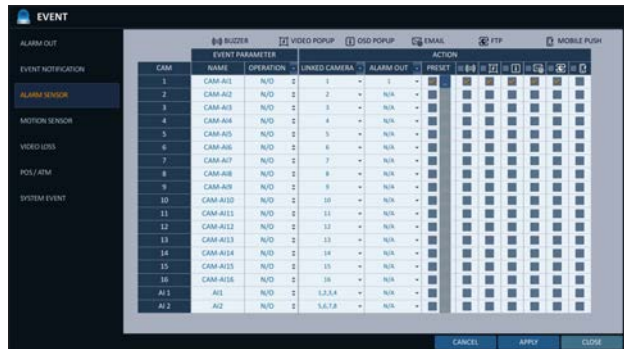 EVENT
ALARM OUT
EVENT NOTIFICATION
ALARM SENSOR
MOTION SENSOR
VIDEO LOSS
POS / ATM
SYSTEM EVENT
BUZZER VIDEO POPUP OSD POPUP EMAIL FTP MOBILE PUSH
EVENT PARAMETER ACTION
CAM NAME OPERATION LINKED CAMERA ALARM OUT PRESET
1 CAM-AI1 N/O 1 1
2 CAM-AI2 N/O 2 N/A
3 CAM-AI3 N/O 3 N/A
4 CAM-AI4 N/O 4 N/A
5 CAM-AI5 N/O 5 N/A
6 CAM-AI6 N/O 6 N/A
7 CAM-AI7 N/O 7 N/A
8 CAM-AI8 N/O 8 N/A
9 CAM-AI9 N/O 9 N/A
10 CAM-AI10 N/O 10 N/A
11 CAM-AI11 N/O 11 N/A
12 CAM-AI12 N/O 12 N/A
13 CAM-AI13 N/O 13 N/A
14 CAM-AI14 N/O 14 N/A
15 CAM-AI15 N/O 15 N/A
16 CAM-AI16 N/O 16 N/A
AI 1 AI1 N/O 1,2,3,4 N/A
AI 2 AI2 N/O 5,6,7,8 N/A
CANCEL APPLY CLOSE